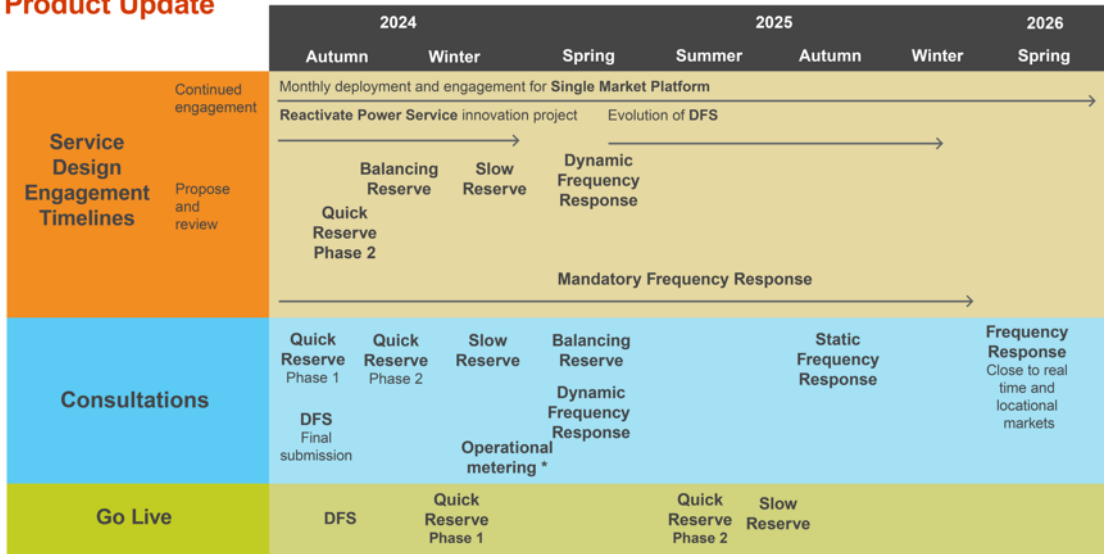 Product Update
2024 2025 2026
Autumn Winter Spring Summer Autumn Winter Spring
Service
Design
Engagement
Timelines
Continued
engagement
Monthly deployment and engagement for Single Market Platform
Reactivate Power Service innovation project
Evolution of DFS
Propose
and
review
Balancing
Reserve
Slow
Reserve
Dynamic
Frequency
Response
Quick
Reserve
Phase 2
Mandatory Frequency Response
Consultations
Quick
Reserve
Phase 1
Quick
Reserve
Phase 2
Slow
Reserve
Balancing
Reserve
Static
Frequency
Response
Frequency
Response
Close to real
time and
locational
markets
DFS
Final
submission
Dynamic
Frequency
Response
Operational
metering *
Go Live
DFS
Quick
Reserve
Phase 1
Quick
Reserve
Phase 2
Slow
Reserve